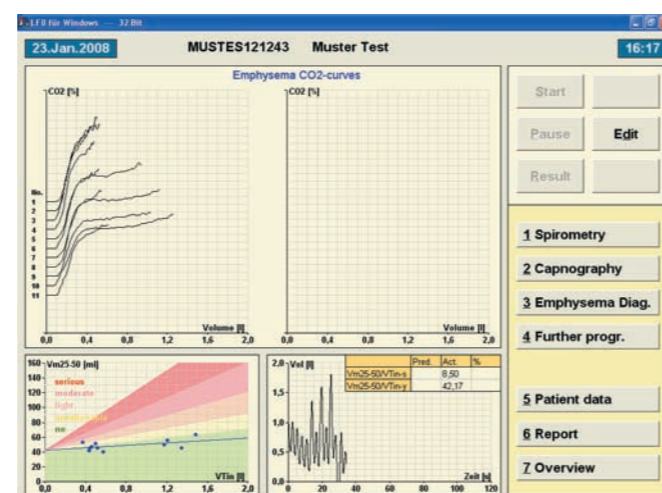 LF8 für Windows --- 32 Bit
23.Jan.2008 MUSTES121243 Muster Test 16:17
Emphysema CO2-curves
CO2 [%] CO2 [%]
No.
1
2
3
4
5
6
7
8
9
10
11
Volume [l] Volume [l]
0,0 0,4 0,8 1,2 1,6 2,0 0,0 0,4 0,8 1,2 1,6 2,0
Start
Pause Edit
Result
1 Spirometry
2 Capnography
3 Emphysema Diag.
4 Further progr.
5 Patient data
6 Report
7 Overview
160 Vm25-50 [ml]
140
120
100
80
60
40
20
0
serious
moderate
light
no
VTin [l]
0,0 0,4 0,8 1,2 1,6 2,0
2,0 Vol [l]
1,5
1,0
0,5
0,0
Pred. Act. %
Vm25-50/VTin-s 8,50
Vm25-50/VTin-y 42,17
Zeit [s]
0 20 40 60 80 100 120